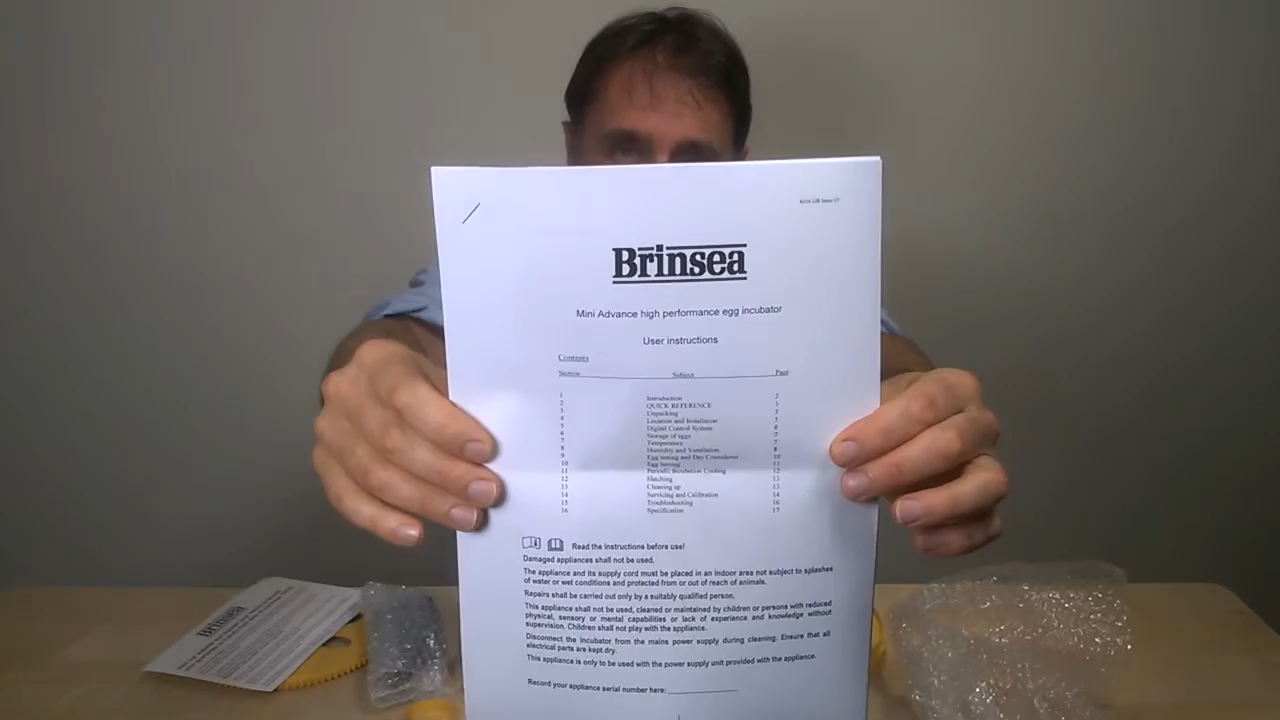 Brinsea
Mini Advance high performance egg incubator
User instructions
Contents
Section Subject Page
1 Introduction 2
2 QUICK REFERENCE 3
3 Unpacking 5
4 Location and Installation 5
5 Digital Control System 6
6 Storage of eggs 7
7 Temperature 7
8 Humidity and Ventilation 8
9 Egg setting and Day Countdown 10
10 Egg turning 11
11 Periodic Incubation Cooling 12
12 Hatching 13
13 Cleaning up 13
14 Servicing and Calibration 14
15 Troubleshooting 16
16 Specification 17
Read the instructions before use!
Damaged appliances shall not be used.
The appliance and its supply cord must be placed in an indoor area not subject to splashes
of water or wet conditions and protected from or out of reach of animals.
Repairs shall be carried out only by a suitably qualified person.
This appliance shall not be used, cleaned or maintained by children or persons with reduced
physical, sensory or mental capabilities or lack of experience and knowledge without
supervision. Children shall not play with the appliance.
Disconnect the incubator from the mains power supply during cleaning. Ensure that all
electrical parts are kept dry.
This appliance is only to be used with the power supply unit provided with the appliance.
Record your appliance serial number here:
Brinsea